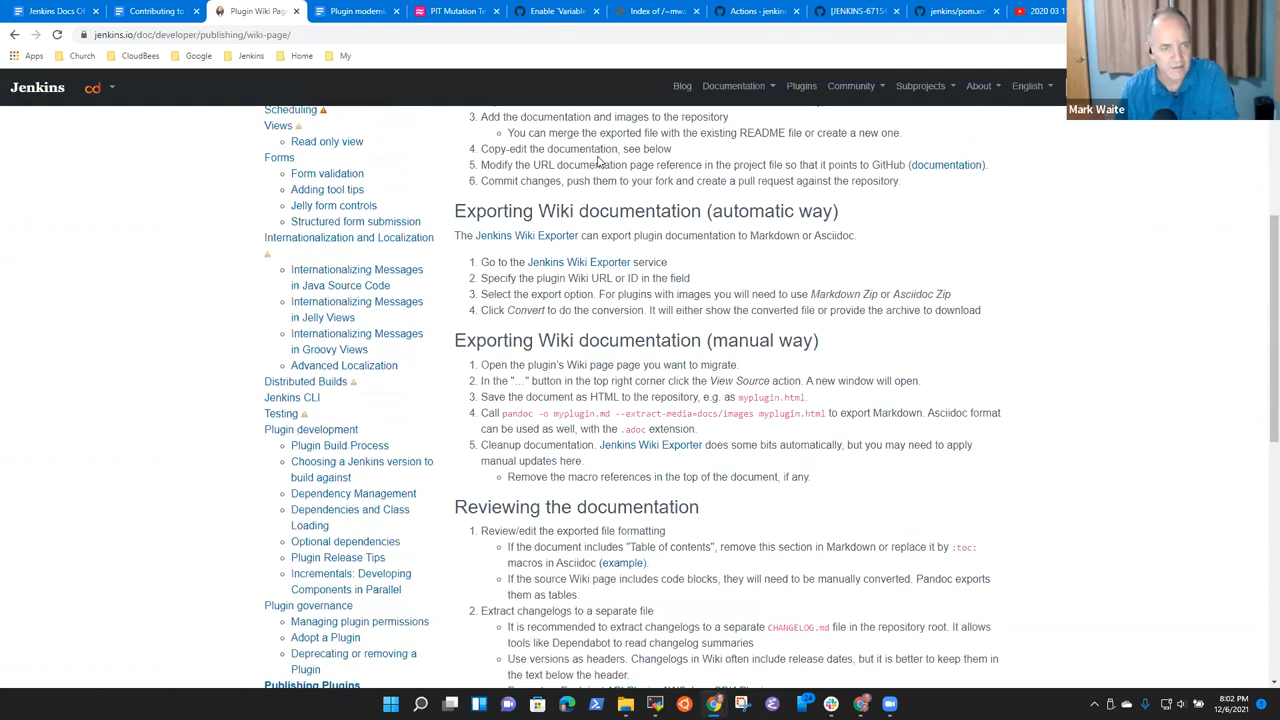 Jenkins Docs Of
Contributing to
Plugin Wiki Pag
Plugin moderni
PIT Mutation Te
Enable 'Variable
Index of /~mwa
Actions · jenkin
[JENKINS-67154
jenkins/pom.xm
2020 03 1
jenkins.io/doc/developer/publishing/wiki-page/
Apps
Church
CloudBees
Google
Jenkins
Home
My
Jenkins
cd
Blog
Documentation
Plugins
Community
Subprojects
About
English
Mark Waite
Scheduling
Views
Read only view
Forms
Form validation
Adding tool tips
Jelly form controls
Structured form submission
Internationalization and Localization
Internationalizing Messages
in Java Source Code
Internationalizing Messages
in Jelly Views
Internationalizing Messages
in Groovy Views
Advanced Localization
Distributed Builds
Jenkins CLI
Testing
Plugin development
Plugin Build Process
Choosing a Jenkins version to
build against
Dependency Management
Dependencies and Class
Loading
Optional dependencies
Plugin Release Tips
Incrementals: Developing
Components in Parallel
Plugin governance
Managing plugin permissions
Adopt a Plugin
Deprecating or removing a
Plugin
Publishing Plugins
3. Add the documentation and images to the repository
You can merge the exported file with the existing README file or create a new one.
4. Copy-edit the documentation, see below
5. Modify the URL documentation page reference in the project file so that it points to GitHub (documentation).
6. Commit changes, push them to your fork and create a pull request against the repository.
Exporting Wiki documentation (automatic way)
The Jenkins Wiki Exporter can export plugin documentation to Markdown or Asciidoc.
1. Go to the Jenkins Wiki Exporter service
2. Specify the plugin Wiki URL or ID in the field
3. Select the export option. For plugins with images you will need to use Markdown Zip or Asciidoc Zip
4. Click Convert to do the conversion. It will either show the converted file or provide the archive to download
Exporting Wiki documentation (manual way)
1. Open the plugin's Wiki page page you want to migrate.
2. In the "…" button in the top right corner click the View Source action. A new window will open.
3. Save the document as HTML to the repository, e.g. as myplugin.html.
4. Call pandoc -o myplugin.md --extract-media=docs/images myplugin.html to export Markdown. Asciidoc format
can be used as well, with the .adoc extension.
5. Cleanup documentation. Jenkins Wiki Exporter does some bits automatically, but you may need to apply
manual updates here.
Remove the macro references in the top of the document, if any.
Reviewing the documentation
1. Review/edit the exported file formatting
If the document includes "Table of contents", remove this section in Markdown or replace it by :toc:
macros in Asciidoc (example).
If the source Wiki page includes code blocks, they will need to be manually converted. Pandoc exports
them as tables.
2. Extract changelogs to a separate file
It is recommended to extract changelogs to a separate CHANGELOG.md file in the repository root. It allows
tools like Dependabot to read changelog summaries
Use versions as headers. Changelogs in Wiki often include release dates, but it is better to keep them in
the text below the header.
24
8:02 PM
12/6/2021